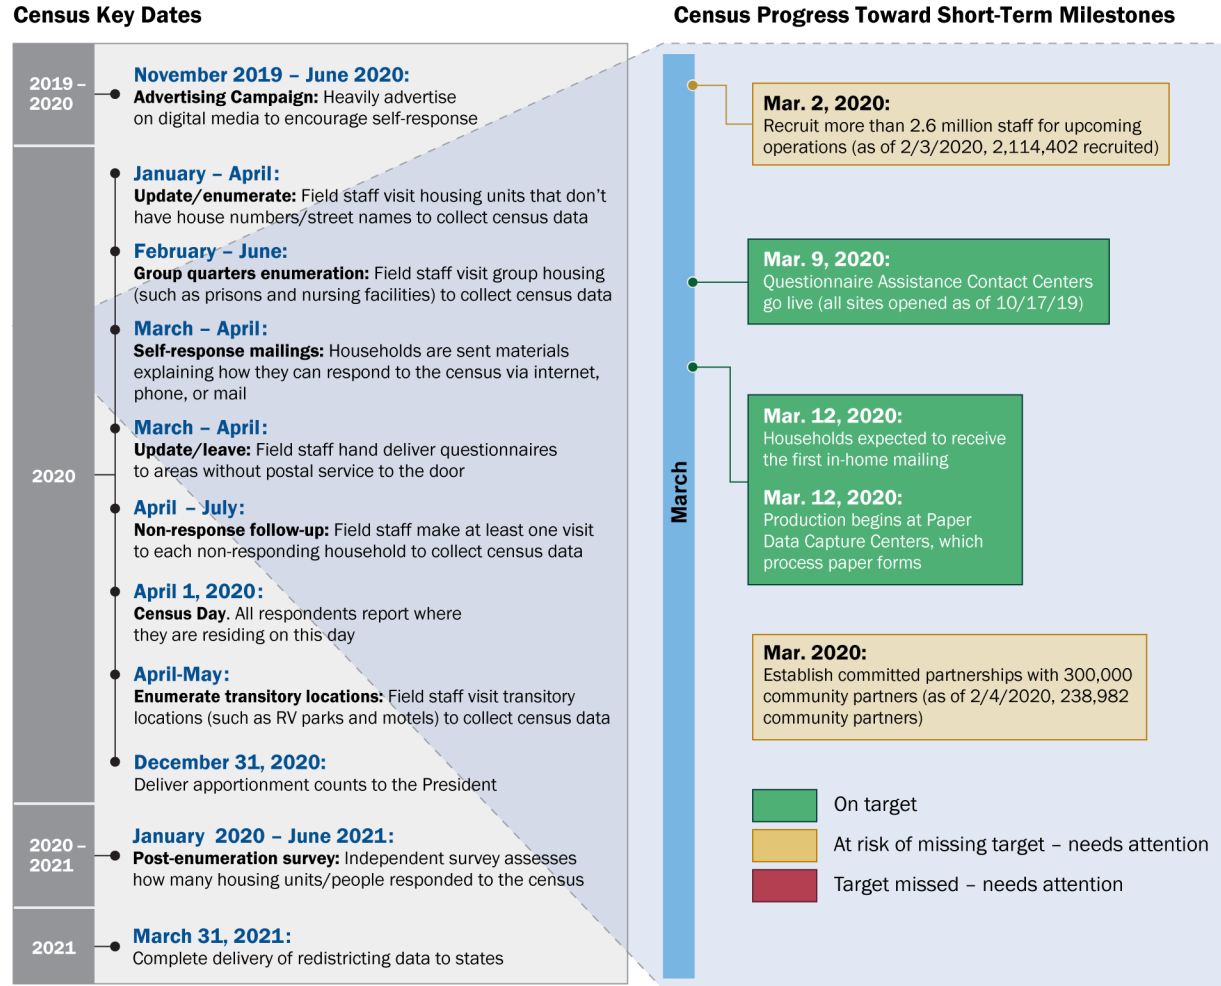 Census Key Dates
2019 –
2020
November 2019 – June 2020:
Advertising Campaign: Heavily advertise
on digital media to encourage self-response
2020
January – April:
Update/enumerate: Field staff visit housing units that don’t
have house numbers/street names to collect census data
February – June:
Group quarters enumeration: Field staff visit group housing
(such as prisons and nursing facilities) to collect census data
March – April:
Self-response mailings: Households are sent materials
explaining how they can respond to the census via internet,
phone, or mail
March – April:
Update/leave: Field staff hand deliver questionnaires
to areas without postal service to the door
April – July:
Non-response follow-up: Field staff make at least one visit
to each non-responding household to collect census data
April 1, 2020:
Census Day. All respondents report where
they are residing on this day
April-May:
Enumerate transitory locations: Field staff visit transitory
locations (such as RV parks and motels) to collect census data
December 31, 2020:
Deliver apportionment counts to the President
2020 –
2021
January 2020 – June 2021:
Post-enumeration survey: Independent survey assesses
how many housing units/people responded to the census
2021
March 31, 2021:
Complete delivery of redistricting data to states
Census Progress Toward Short-Term Milestones
March
Mar. 2, 2020:
Recruit more than 2.6 million staff for upcoming
operations (as of 2/3/2020, 2,114,402 recruited)
Mar. 9, 2020:
Questionnaire Assistance Contact Centers
go live (all sites opened as of 10/17/19)
Mar. 12, 2020:
Households expected to receive
the first in-home mailing
Mar. 12, 2020:
Production begins at Paper
Data Capture Centers, which
process paper forms
Mar. 2020:
Establish committed partnerships with 300,000
community partners (as of 2/4/2020, 238,982
community partners)
On target
At risk of missing target – needs attention
Target missed – needs attention